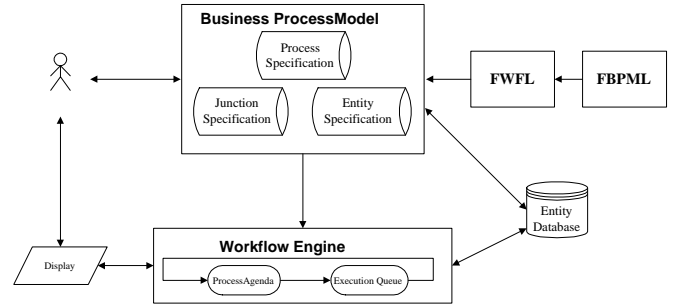 Business ProcessModel
Process
Specification
Junction
Specification
Entity
Specification
FWFL
FBPML
Entity
Database
Workflow Engine
Display
ProcessAgenda
Execution Queue